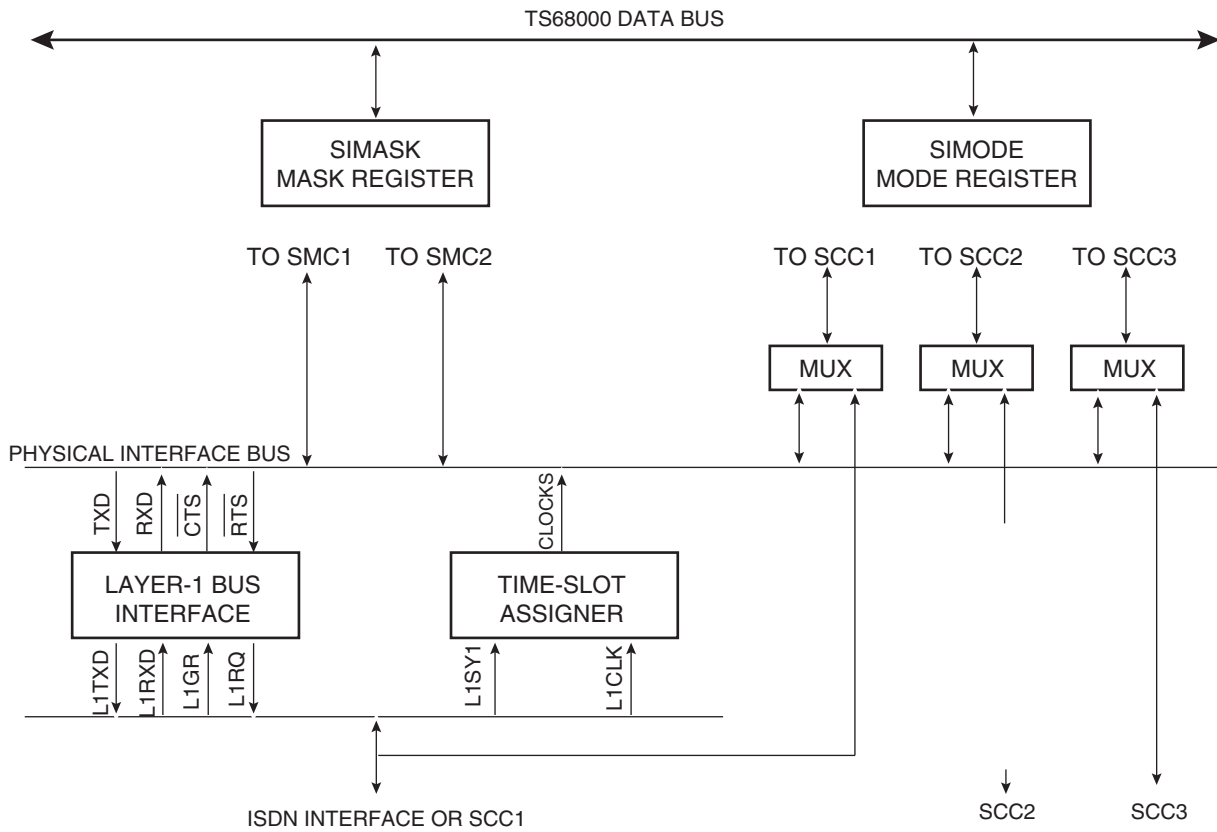 TS68000 DATA BUS
SIMASK
MASK REGISTER
SIMODE
MODE REGISTER
TO SMC1
TO SMC2
TO SCC1
TO SCC2
TO SCC3
MUX
MUX
MUX
PHYSICAL INTERFACE BUS
TXD
RXD
CTS
RTS
CLOCKS
LAYER-1 BUS
INTERFACE
TIME-SLOT
ASSIGNER
L1TXD
L1RXD
L1GR
L1RQ
L1SY1
L1CLK
ISDN INTERFACE OR SCC1
SCC2
SCC3